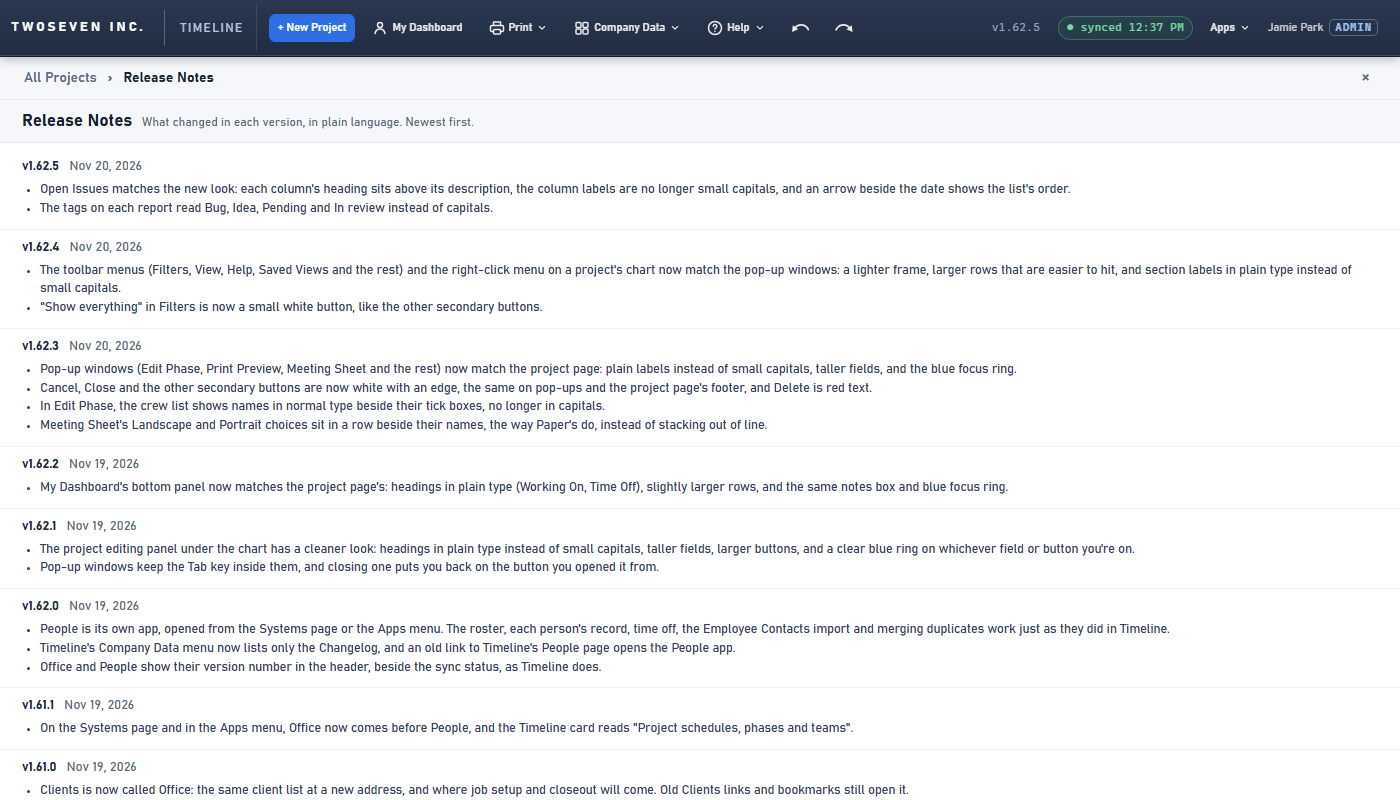 TWOSEVEN INC. TIMELINE + New Project My Dashboard Print Company Data Help v1.62.5 synced 12:37 PM Apps Jamie Park ADMIN
All Projects › Release Notes ×
Release Notes What changed in each version, in plain language. Newest first.
v1.62.5 Nov 20, 2026
• Open Issues matches the new look: each column's heading sits above its description, the column labels are no longer small capitals, and an arrow beside the date shows the list's order.
• The tags on each report read Bug, Idea, Pending and In review instead of capitals.
v1.62.4 Nov 20, 2026
• The toolbar menus (Filters, View, Help, Saved Views and the rest) and the right-click menu on a project's chart now match the pop-up windows: a lighter frame, larger rows that are easier to hit, and section labels in plain type instead of
small capitals.
• "Show everything" in Filters is now a small white button, like the other secondary buttons.
v1.62.3 Nov 20, 2026
• Pop-up windows (Edit Phase, Print Preview, Meeting Sheet and the rest) now match the project page: plain labels instead of small capitals, taller fields, and the blue focus ring.
• Cancel, Close and the other secondary buttons are now white with an edge, the same on pop-ups and the project page's footer, and Delete is red text.
• In Edit Phase, the crew list shows names in normal type beside their tick boxes, no longer in capitals.
• Meeting Sheet's Landscape and Portrait choices sit in a row beside their names, the way Paper's do, instead of stacking out of line.
v1.62.2 Nov 19, 2026
• My Dashboard's bottom panel now matches the project page's: headings in plain type (Working On, Time Off), slightly larger rows, and the same notes box and blue focus ring.
v1.62.1 Nov 19, 2026
• The project editing panel under the chart has a cleaner look: headings in plain type instead of small capitals, taller fields, larger buttons, and a clear blue ring on whichever field or button you're on.
• Pop-up windows keep the Tab key inside them, and closing one puts you back on the button you opened it from.
v1.62.0 Nov 19, 2026
• People is its own app, opened from the Systems page or the Apps menu. The roster, each person's record, time off, the Employee Contacts import and merging duplicates work just as they did in Timeline.
• Timeline's Company Data menu now lists only the Changelog, and an old link to Timeline's People page opens the People app.
• Office and People show their version number in the header, beside the sync status, as Timeline does.
v1.61.1 Nov 19, 2026
• On the Systems page and in the Apps menu, Office now comes before People, and the Timeline card reads "Project schedules, phases and teams".
v1.61.0 Nov 19, 2026
• Clients is now called Office: the same client list at a new address, and where job setup and closeout will come. Old Clients links and bookmarks still open it.